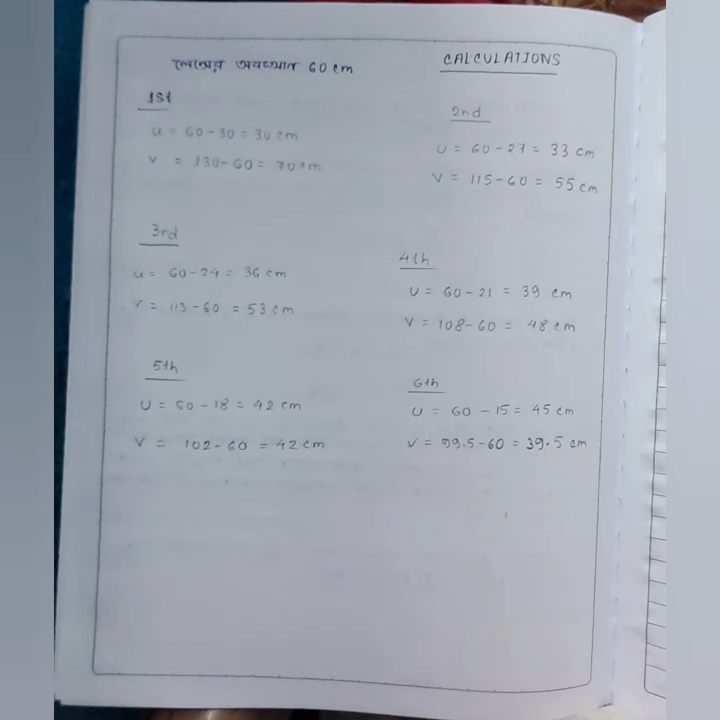 লেন্সের অবস্থান 60 cm
CALCULATIONS
1st
u = 60-30 = 30 cm
v = 130-60 = 70cm
2nd
u = 60-27 = 33 cm
V = 115-60 = 55 cm
3rd
u = 60-24 = 36 cm
v = 113-60 = 53 cm
4th
u = 60-21 = 39 cm
v = 108-60 = 48 cm
5th
u = 60-18 = 42 cm
v = 102-60 = 42 cm
6th
u = 60-15 = 45 cm
v = 99.5-60 = 39.5 cm